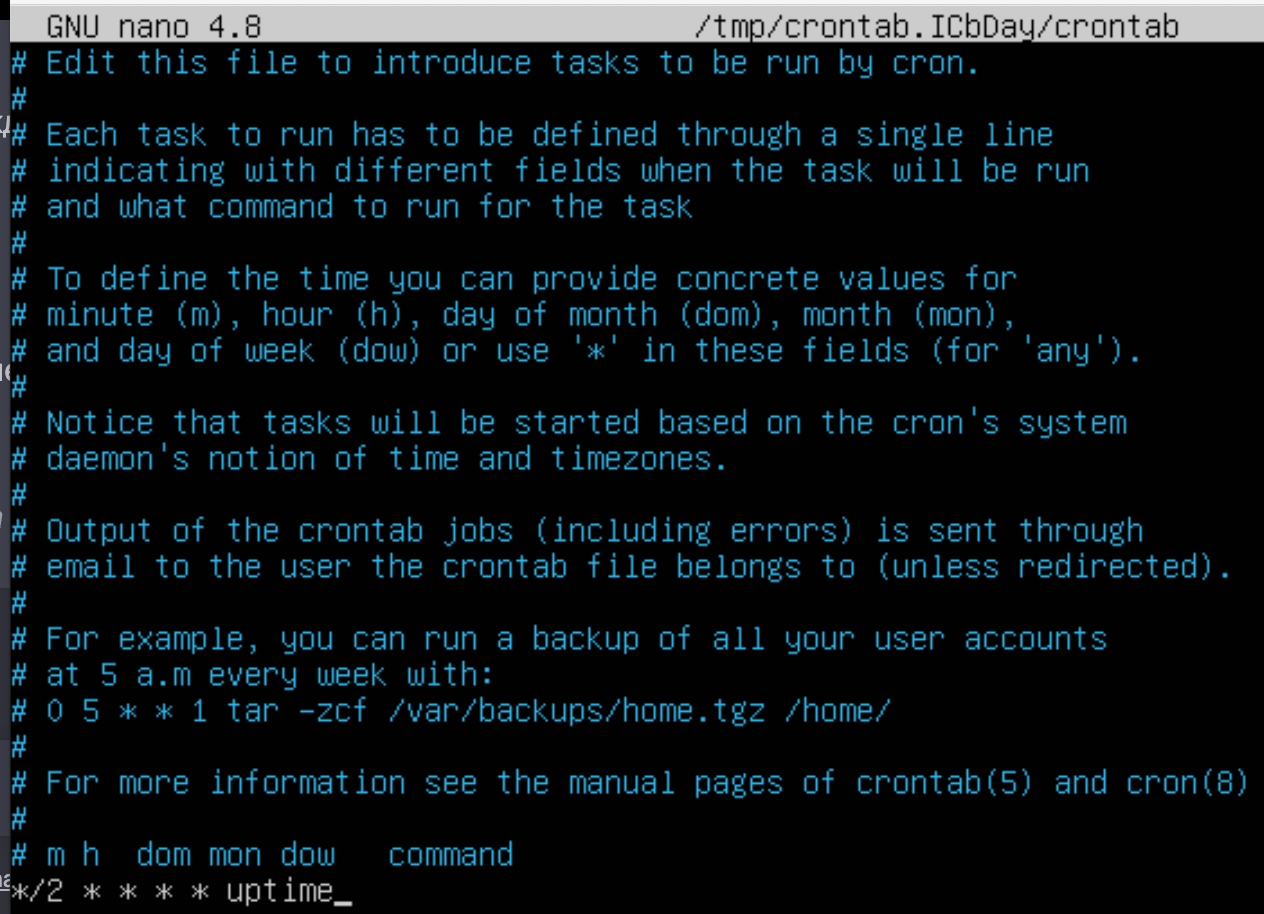 GNU nano 4.8 /tmp/crontab.ICbDay/crontab
# Edit this file to introduce tasks to be run by cron.
#
# Each task to run has to be defined through a single line
# indicating with different fields when the task will be run
# and what command to run for the task
#
# To define the time you can provide concrete values for
# minute (m), hour (h), day of month (dom), month (mon),
# and day of week (dow) or use '*' in these fields (for 'any').
#
# Notice that tasks will be started based on the cron's system
# daemon's notion of time and timezones.
#
# Output of the crontab jobs (including errors) is sent through
# email to the user the crontab file belongs to (unless redirected).
#
# For example, you can run a backup of all your user accounts
# at 5 a.m every week with:
# 0 5 * * 1 tar -zcf /var/backups/home.tgz /home/
#
# For more information see the manual pages of crontab(5) and cron(8)
#
# m h  dom mon dow   command
*/2 * * * * uptime_